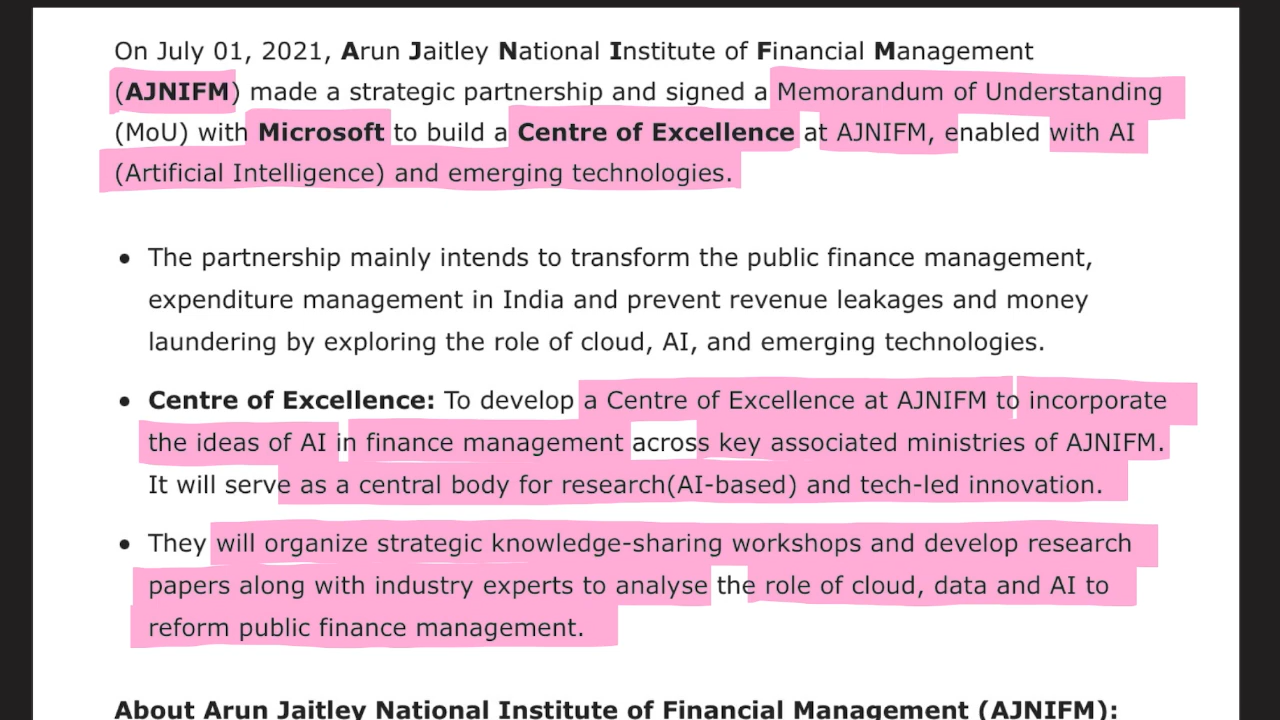 On July 01, 2021, Arun Jaitley National Institute of Financial Management
(AJNIFM) made a strategic partnership and signed a Memorandum of Understanding
(MoU) with Microsoft to build a Centre of Excellence at AJNIFM, enabled with AI
(Artificial Intelligence) and emerging technologies.
• The partnership mainly intends to transform the public finance management,
expenditure management in India and prevent revenue leakages and money
laundering by exploring the role of cloud, AI, and emerging technologies.
• Centre of Excellence: To develop a Centre of Excellence at AJNIFM to incorporate
the ideas of AI in finance management across key associated ministries of AJNIFM.
It will serve as a central body for research(AI-based) and tech-led innovation.
• They will organize strategic knowledge-sharing workshops and develop research
papers along with industry experts to analyse the role of cloud, data and AI to
reform public finance management.
About Arun Jaitley National Institute of Financial Management (AJNIFM):